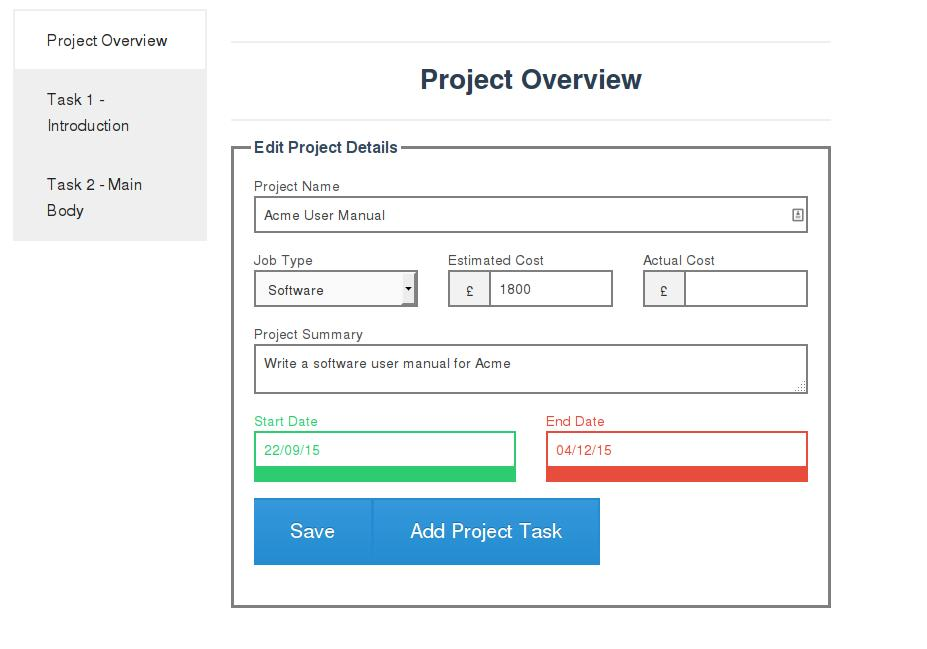 Project Overview
Task 1 -
Introduction
Task 2 - Main
Body
Project Overview
Edit Project Details
Project Name
Acme User Manual
Job Type
Estimated Cost
Actual Cost
Software
£ 1800
£
Project Summary
Write a software user manual for Acme
Start Date
End Date
22/09/15
04/12/15
Save
Add Project Task